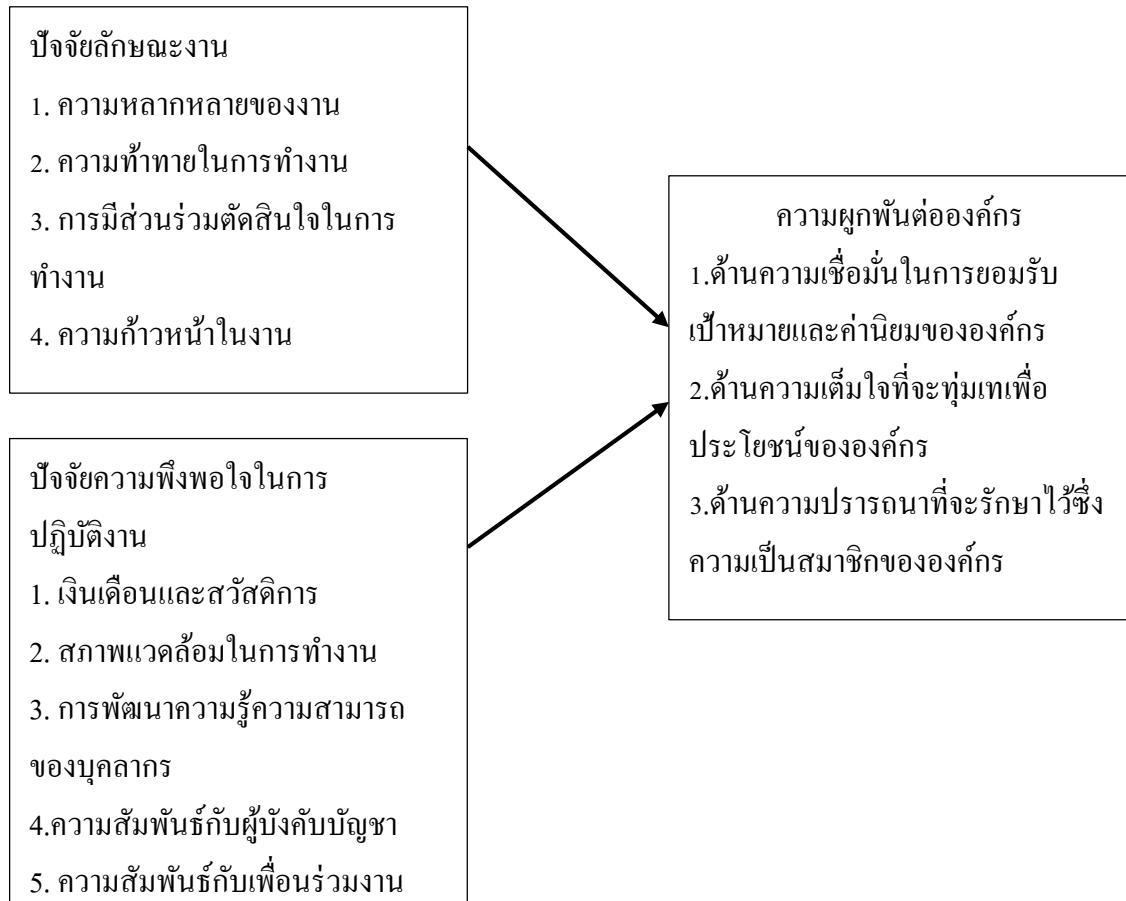 ปัจจัยลักษณะงาน
1. ความหลากหลายของงาน
2. ความท้าทายในการทำงาน
3. การมีส่วนร่วมตัดสินใจในการ
ทำงาน
4. ความก้าวหน้าในงาน
ปัจจัยความพึงพอใจในการ
ปฏิบัติงาน
1. เงินเดือนและสวัสดิการ
2. สภาพแวดล้อมในการทำงาน
3. การพัฒนาความรู้ความสามารถ
ของบุคลากร
4.ความสัมพันธ์กับผู้บังคับบัญชา
5. ความสัมพันธ์กับเพื่อนร่วมงาน
ความผูกพันต่อองค์กร
1.ด้านความเชื่อมั่นในการยอมรับ
เป้าหมายและค่านิยมขององค์กร
2.ด้านความเต็มใจที่จะทุ่มเทเพื่อ
ประโยชน์ขององค์กร
3.ด้านความปรารถนาที่จะรักษาไว้ซึ่ง
ความเป็นสมาชิกขององค์กร